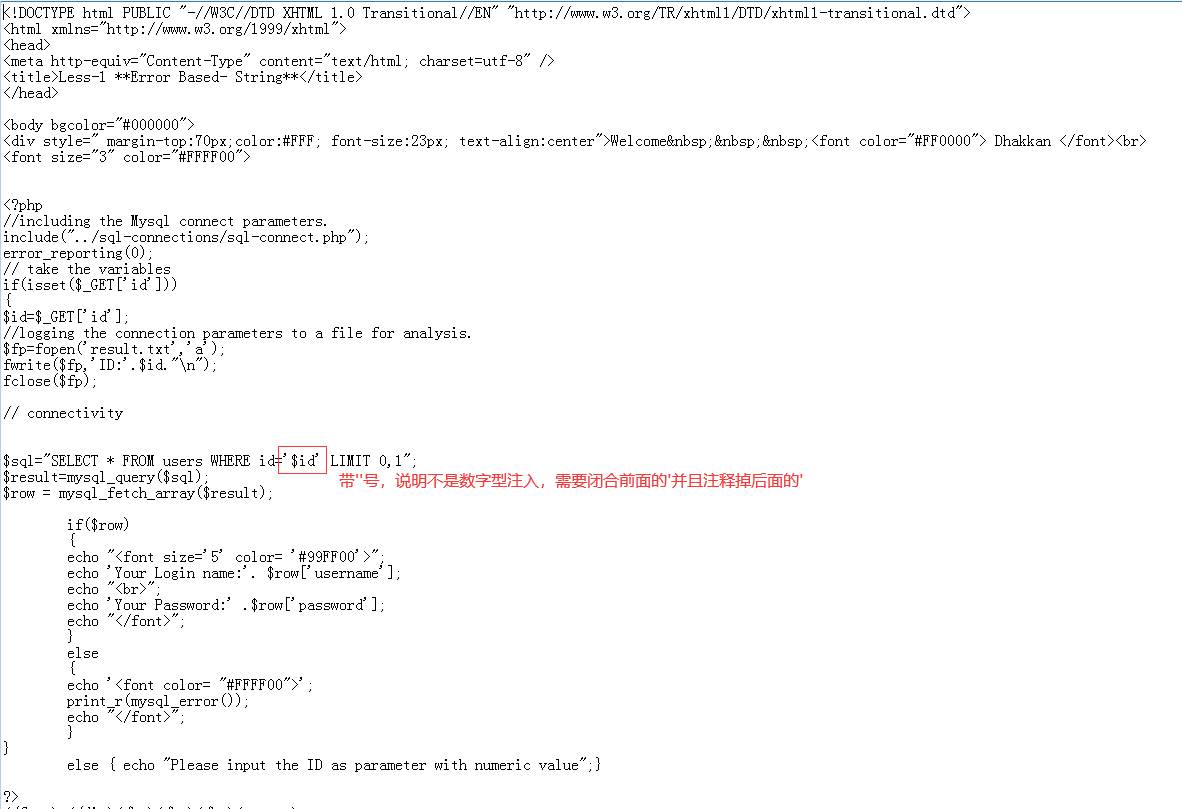 <!DOCTYPE html PUBLIC "-//W3C//DTD XHTML 1.0 Transitional//EN" "http://www.w3.org/TR/xhtml1/DTD/xhtml1-transitional.dtd">
<html xmlns="http://www.w3.org/1999/xhtml">
<head>
<meta http-equiv="Content-Type" content="text/html; charset=utf-8" />
<title>Less-1 **Error Based- String**</title>
</head>
<body bgcolor="#000000">
<div style=" margin-top:70px;color:#FFF; font-size:23px; text-align:center">Welcome&nbsp;&nbsp;&nbsp;<font color="#FF0000"> Dhakkan </font><br>
<font size="3" color="#FFFF00">
<?php
//including the Mysql connect parameters.
include("../sql-connections/sql-connect.php");
error_reporting(0);
// take the variables
if(isset($_GET['id']))
{
$id=$_GET['id'];
//logging the connection parameters to a file for analysis.
$fp=fopen('result.txt','a');
fwrite($fp,'ID:'.$id."\n");
fclose($fp);
// connectivity
$sql="SELECT * FROM users WHERE id='$id' LIMIT 0,1";
$result=mysql_query($sql);
带''号，说明不是数字型注入，需要闭合前面的'并且注释掉后面的'
$row = mysql_fetch_array($result);
if($row)
{
echo "<font size='5' color= '#99FF00'>";
echo 'Your Login name:'. $row['username'];
echo "<br>";
echo 'Your Password:' .$row['password'];
echo "</font>";
}
else
{
echo '<font color= "#FFFF00">';
print_r(mysql_error());
echo "</font>";
}
}
else { echo "Please input the ID as parameter with numeric value";}
?>